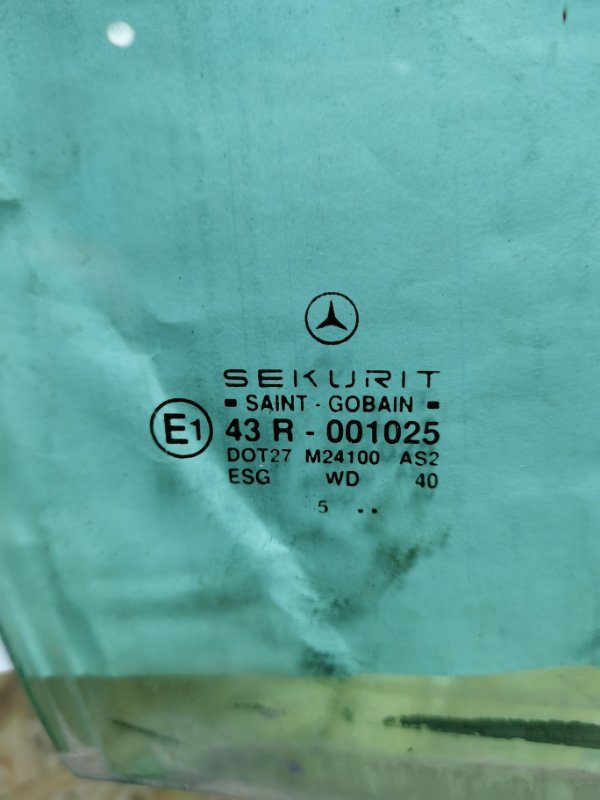 SEKURIT
SAINT - GOBAIN
E1 43 R - 001025
DOT27 M24100 AS2
ESG WD 40
5 ..